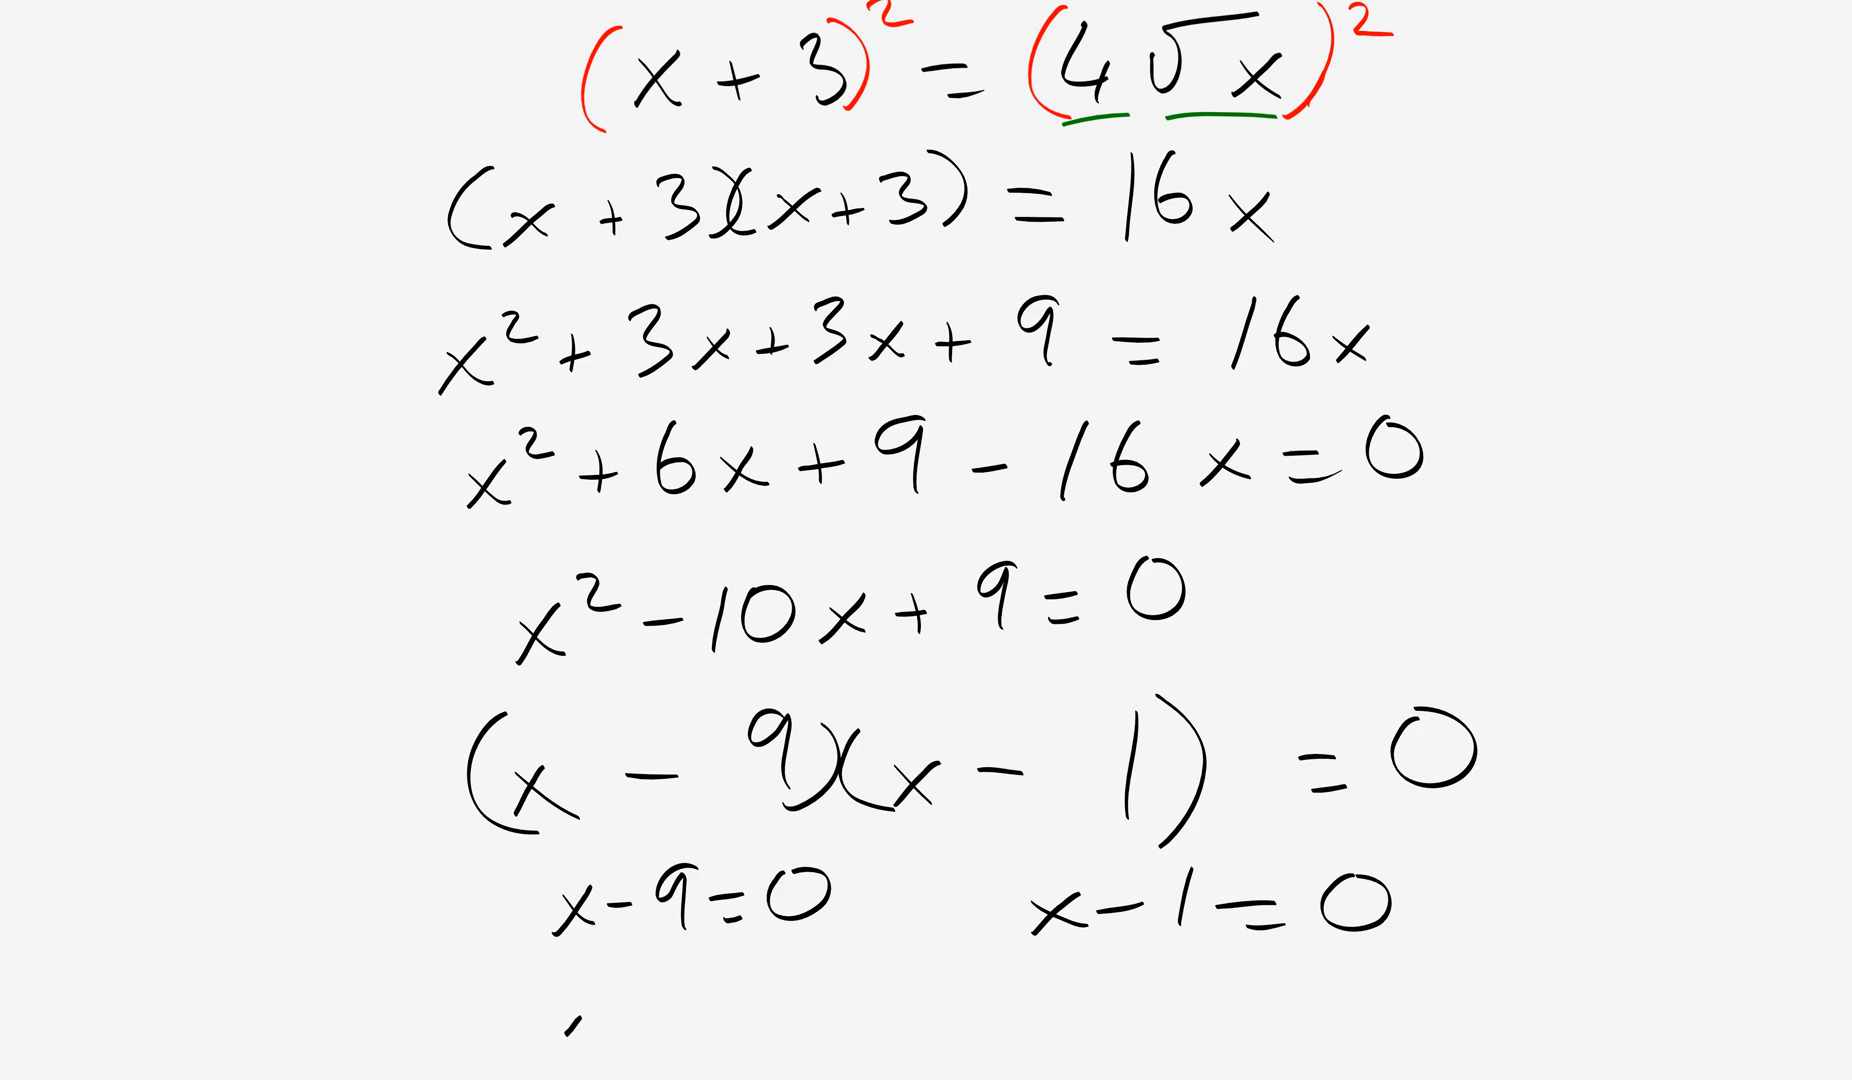 (x + 3)² = (4√x)²
(x + 3)(x + 3) = 16x
x² + 3x + 3x + 9 = 16x
x² + 6x + 9 - 16x = 0
x² - 10x + 9 = 0
(x - 9)(x - 1) = 0
x - 9 = 0 x - 1 = 0